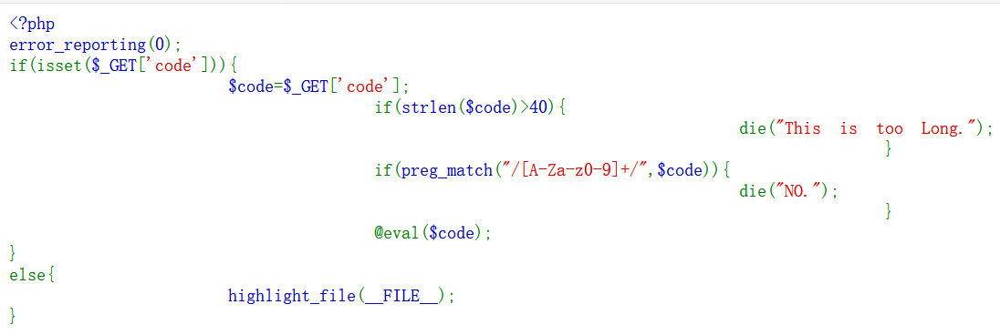 <?php
error_reporting(0);
if(isset($_GET['code'])){
$code=$_GET['code'];
if(strlen($code)>40){
die("This is too Long.");
}
if(preg_match("/[A-Za-z0-9]+/",$code)){
die("NO.");
}
@eval($code);
}
else{
highlight_file(__FILE__);
}